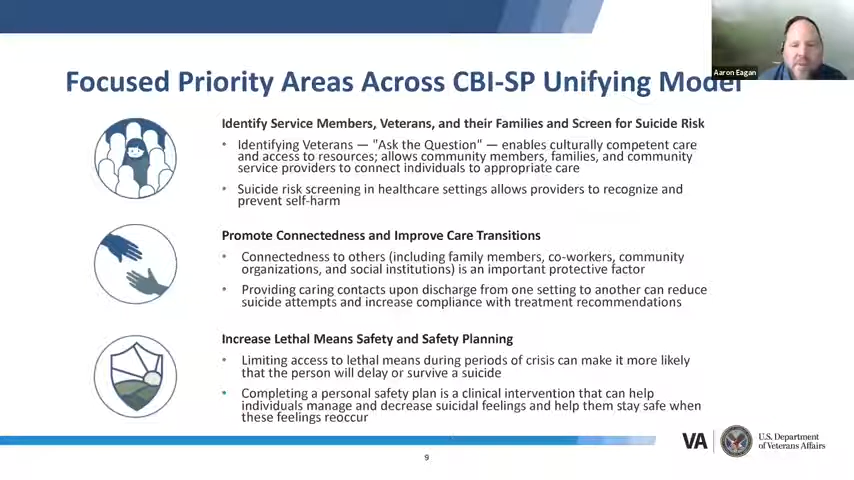 Aaron Eagan
Focused Priority Areas Across CBI-SP Unifying Model
Identify Service Members, Veterans, and their Families and Screen for Suicide Risk
• Identifying Veterans — "Ask the Question" — enables culturally competent care
and access to resources; allows community members, families, and community
service providers to connect individuals to appropriate care
• Suicide risk screening in healthcare settings allows providers to recognize and
prevent self-harm
Promote Connectedness and Improve Care Transitions
• Connectedness to others (including family members, co-workers, community
organizations, and social institutions) is an important protective factor
• Providing caring contacts upon discharge from one setting to another can reduce
suicide attempts and increase compliance with treatment recommendations
Increase Lethal Means Safety and Safety Planning
• Limiting access to lethal means during periods of crisis can make it more likely
that the person will delay or survive a suicide
• Completing a personal safety plan is a clinical intervention that can help
individuals manage and decrease suicidal feelings and help them stay safe when
these feelings reoccur
VA
U.S. Department
of Veterans Affairs
9